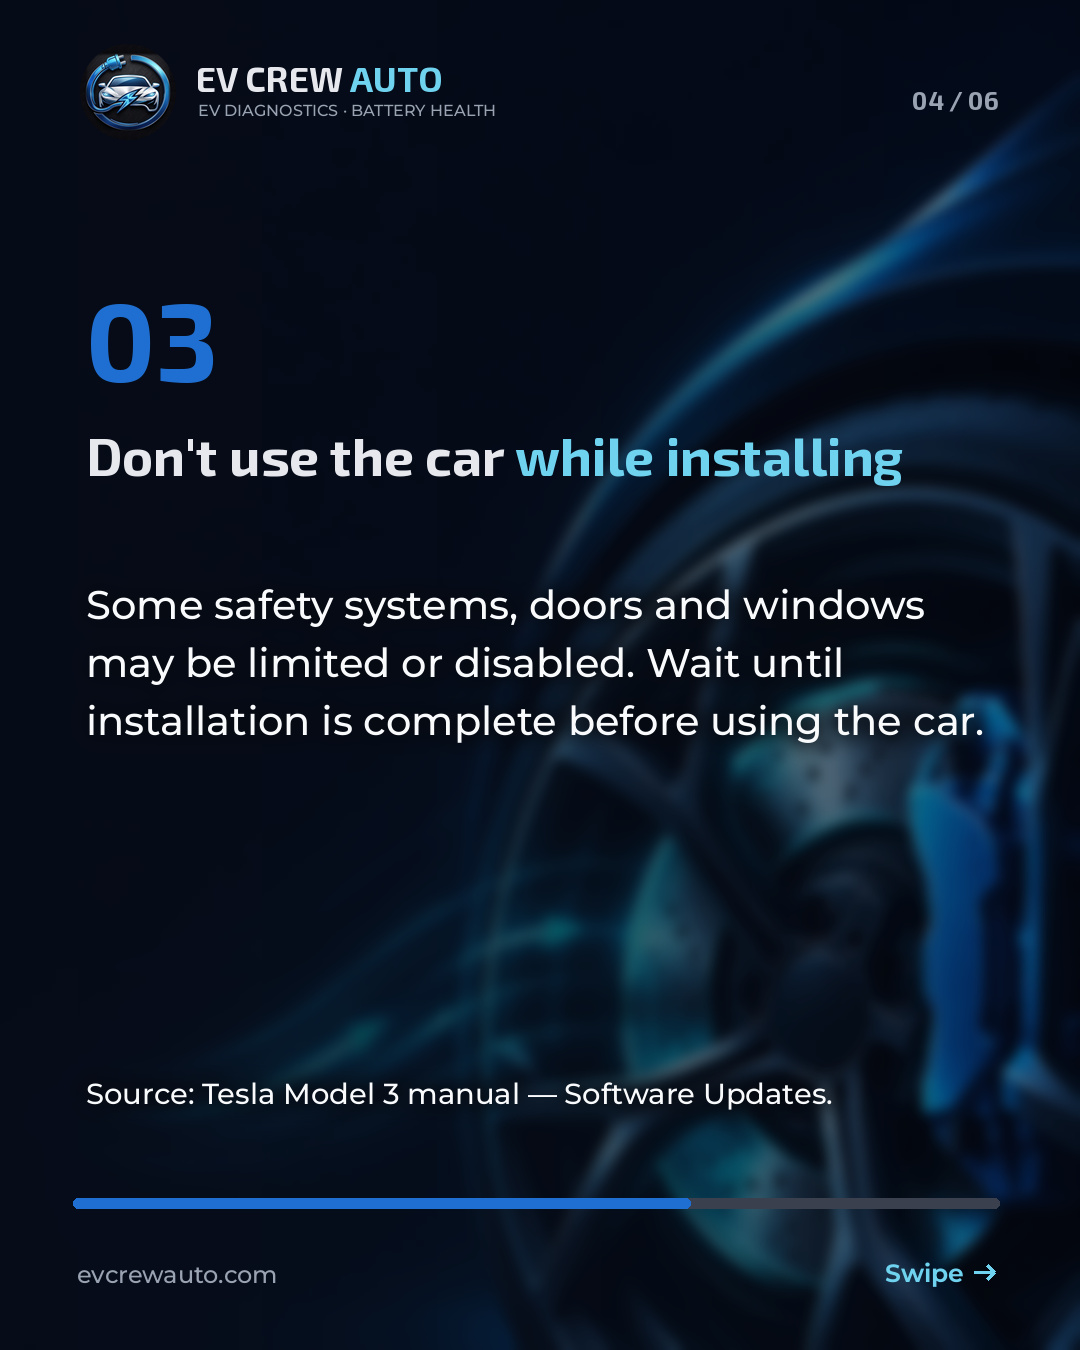 EV CREW AUTO
EV DIAGNOSTICS · BATTERY HEALTH
04 / 06
03
Don't use the car while installing
Some safety systems, doors and windows
may be limited or disabled. Wait until
installation is complete before using the car.
Source: Tesla Model 3 manual — Software Updates.
evcrewauto.com
Swipe →